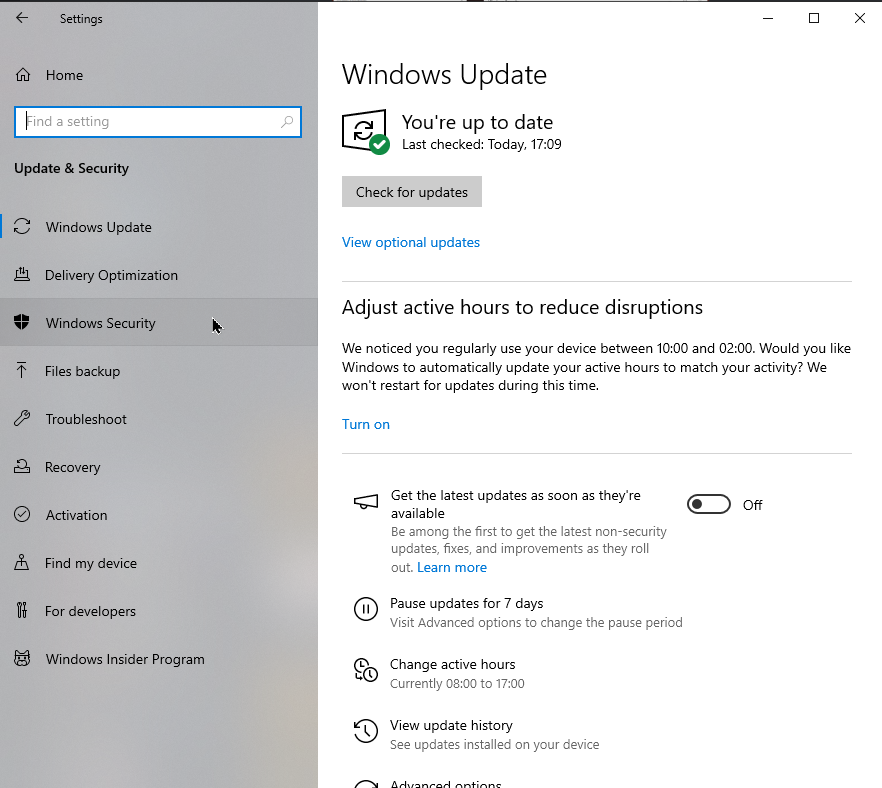 Settings
Home
Find a setting
Update & Security
Windows Update
Delivery Optimization
Windows Security
Files backup
Troubleshoot
Recovery
Activation
Find my device
For developers
Windows Insider Program
Windows Update
You're up to date
Last checked: Today, 17:09
Check for updates
View optional updates
Adjust active hours to reduce disruptions
We noticed you regularly use your device between 10:00 and 02:00. Would you like
Windows to automatically update your active hours to match your activity? We
won't restart for updates during this time.
Turn on
Get the latest updates as soon as they're
available
Off
Be among the first to get the latest non-security
updates, fixes, and improvements as they roll
out. Learn more
Pause updates for 7 days
Visit Advanced options to change the pause period
Change active hours
Currently 08:00 to 17:00
View update history
See updates installed on your device
Advanced options